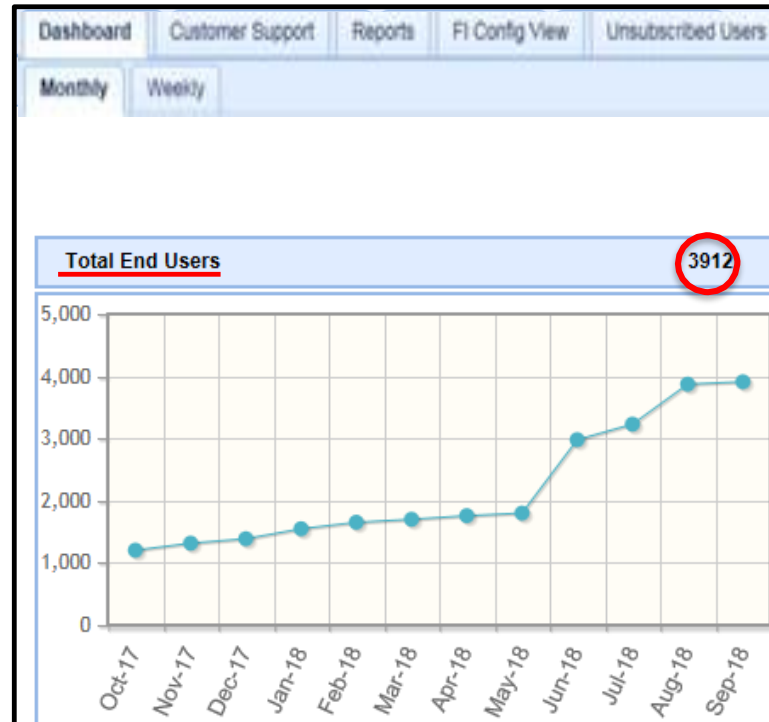 Dashboard Customer Support Reports FI Config View Unsubscribed Users
Monthly Weekly
Total End Users 3912
5,000
4,000
3,000
2,000
1,000
0
Oct-17 Nov-17 Dec-17 Jan-18 Feb-18 Mar-18 Apr-18 May-18 Jun-18 Jul-18 Aug-18 Sep-18